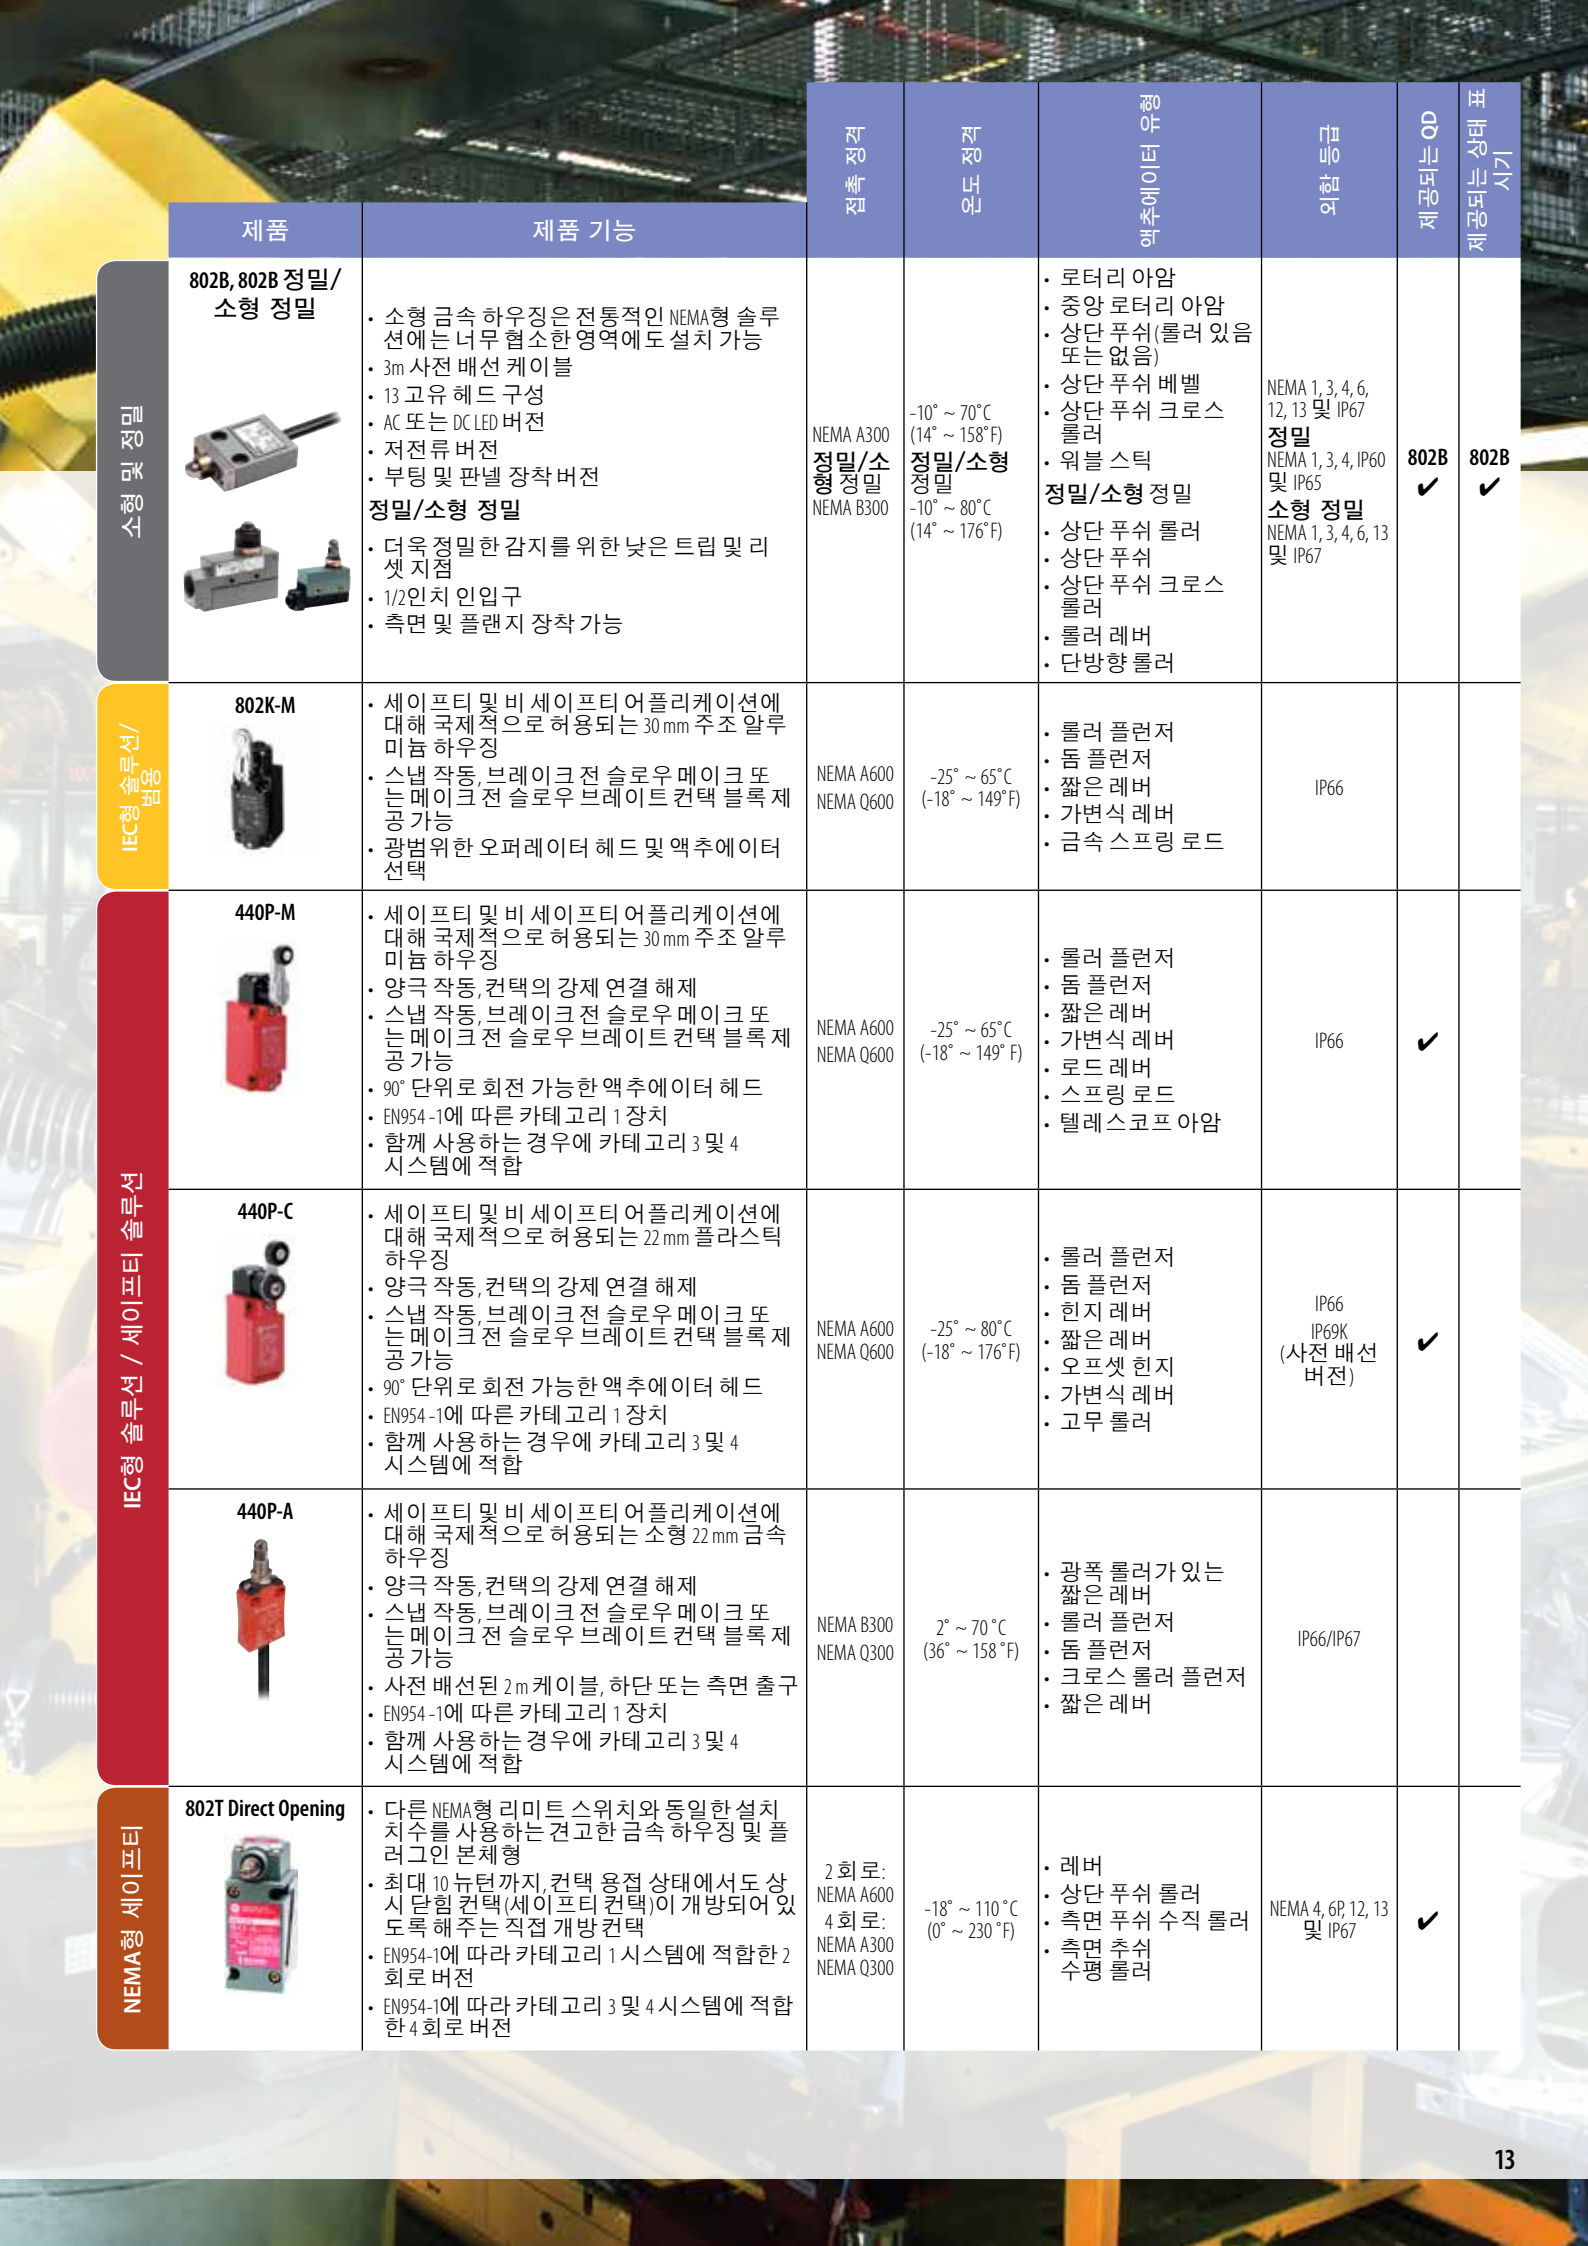 제품
제품 기능
접촉 정격
온도 정격
액추에이터 유형
외함 등급
제공되는 QD
제공되는 상태 표
시기
소형 및 정밀
802B, 802B 정밀/
소형 정밀
• 소형 금속 하우징은 전통적인 NEMA형 솔루
션에는 너무 협소한 영역에도 설치 가능
• 3m 사전 배선 케이블
• 13 고유 헤드 구성
• AC 또는 DC LED 버전
• 저전류 버전
• 부팅 및 판넬 장착 버전
정밀/소형 정밀
• 더욱 정밀한 감지를 위한 낮은 트립 및 리
셋 지점
• 1/2인치 인입구
• 측면 및 플랜지 장착 가능
NEMA A300
정밀/소
형 정밀
NEMA B300
-10˚ ~ 70˚C
(14˚ ~ 158˚F)
정밀/소형
정밀
-10˚ ~ 80˚C
(14˚ ~ 176˚F)
• 로터리 아암
• 중앙 로터리 아암
• 상단 푸쉬(롤러 있음
또는 없음)
• 상단 푸쉬 베벨
• 상단 푸쉬 크로스
롤러
• 워블 스틱
정밀/소형 정밀
• 상단 푸쉬 롤러
• 상단 푸쉬
• 상단 푸쉬 크로스
롤러
• 롤러 레버
• 단방향 롤러
NEMA 1, 3, 4, 6,
12, 13 및 IP67
정밀
NEMA 1, 3, 4, IP60
및 IP65
소형 정밀
NEMA 1, 3, 4, 6, 13
및 IP67
802B
✔
802B
✔
IEC형 솔루션/
범용
802K-M
• 세이프티 및 비 세이프티 어플리케이션에
대해 국제적으로 허용되는 30 mm 주조 알루
미늄 하우징
• 스냅 작동, 브레이크 전 슬로우 메이크 또
는 메이크 전 슬로우 브레이트 컨택 블록 제
공 가능
• 광범위한 오퍼레이터 헤드 및 액추에이터
선택
NEMA A600
NEMA Q600
-25˚ ~ 65˚C
(-18˚ ~ 149˚F)
• 롤러 플런저
• 돔 플런저
• 짧은 레버
• 가변식 레버
• 금속 스프링 로드
IP66
IEC형 솔루션 / 세이프티 솔루션
440P-M
• 세이프티 및 비 세이프티 어플리케이션에
대해 국제적으로 허용되는 30 mm 주조 알루
미늄 하우징
• 양극 작동, 컨택의 강제 연결 해제
• 스냅 작동, 브레이크 전 슬로우 메이크 또
는 메이크 전 슬로우 브레이트 컨택 블록 제
공 가능
• 90˚ 단위로 회전 가능한 액추에이터 헤드
• EN954 -1에 따른 카테고리 1 장치
• 함께 사용하는 경우에 카테고리 3 및 4
시스템에 적합
NEMA A600
NEMA Q600
-25˚ ~ 65˚C
(-18˚ ~ 149˚ F)
• 롤러 플런저
• 돔 플런저
• 짧은 레버
• 가변식 레버
• 로드 레버
• 스프링 로드
• 텔레스코프 아암
IP66
✔
440P-C
• 세이프티 및 비 세이프티 어플리케이션에
대해 국제적으로 허용되는 22 mm 플라스틱
하우징
• 양극 작동, 컨택의 강제 연결 해제
• 스냅 작동, 브레이크 전 슬로우 메이크 또
는 메이크 전 슬로우 브레이트 컨택 블록 제
공 가능
• 90˚ 단위로 회전 가능한 액추에이터 헤드
• EN954 -1에 따른 카테고리 1 장치
• 함께 사용하는 경우에 카테고리 3 및 4
시스템에 적합
NEMA A600
NEMA Q600
-25˚ ~ 80˚C
(-18˚ ~ 176˚F)
• 롤러 플런저
• 돔 플런저
• 힌지 레버
• 짧은 레버
• 오프셋 힌지
• 가변식 레버
• 고무 롤러
IP66
IP69K
(사전 배선
버전)
✔
440P-A
• 세이프티 및 비 세이프티 어플리케이션에
대해 국제적으로 허용되는 소형 22 mm 금속
하우징
• 양극 작동, 컨택의 강제 연결 해제
• 스냅 작동, 브레이크 전 슬로우 메이크 또
는 메이크 전 슬로우 브레이트 컨택 블록 제
공 가능
• 사전 배선된 2 m 케이블, 하단 또는 측면 출구
• EN954 -1에 따른 카테고리 1 장치
• 함께 사용하는 경우에 카테고리 3 및 4
시스템에 적합
NEMA B300
NEMA Q300
2˚ ~ 70 ˚C
(36˚ ~ 158 ˚F)
• 광폭 롤러가 있는
짧은 레버
• 롤러 플런저
• 돔 플런저
• 크로스 롤러 플런저
• 짧은 레버
IP66/IP67
NEMA형 세이프티
802T Direct Opening
• 다른 NEMA형 리미트 스위치와 동일한 설치
치수를 사용하는 견고한 금속 하우징 및 플
러그인 본체형
• 최대 10 뉴턴까지, 컨택 용접 상태에서도 상
시 닫힘 컨택(세이프티 컨택)이 개방되어 있
도록 해주는 직접 개방 컨택
• EN954-1에 따라 카테고리 1 시스템에 적합한 2
회로 버전
• EN954-1에 따라 카테고리 3 및 4 시스템에 적합
한 4 회로 버전
2 회로:
NEMA A600
4 회로:
NEMA A300
NEMA Q300
-18˚ ~ 110 ˚C
(0˚ ~ 230 ˚F)
• 레버
• 상단 푸쉬 롤러
• 측면 푸쉬 수직 롤러
• 측면 추쉬
수평 롤러
NEMA 4, 6P, 12, 13
및 IP67
✔
13